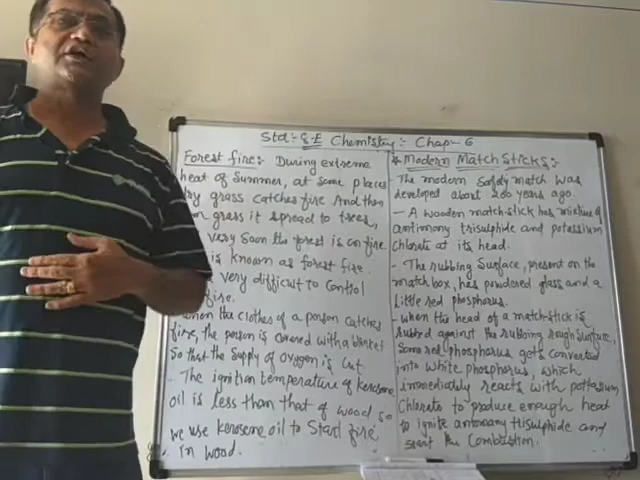 Std:- 8-E Chemistry:- Chap- 6
Forest fire:- During extreme
heat of Summer, at some places
dry grass catches fire and then
grass it spread to trees,
very soon the forest is on fire
is known as forest fire.
very difficult to control
fire.
when the clothes of a person catches
fire, the person is covered with a blanket
So that the supply of oxygen is cut
- The ignition temperature of kerosene
oil is less than that of wood so
we use kerosene oil to Start fire
in wood.
* Modern Match Sticks:-
The modern safety match was
developed about 200 years ago.
- A wooden match-stick has mixture of
antimony trisulphide and potassium
chlorate at its head.
- The rubbing Surface, present on the
match box, has powdered glass and a
little red phosphorus.
- when the head of a match-stick is
rubbed against the rubbing rough surface,
Some red phosphorus gets converted
into white phosphorus, which
immediately reacts with potassium
Chlorate to produce enough heat
to ignite antimony trisulphide and
start the Combustion.